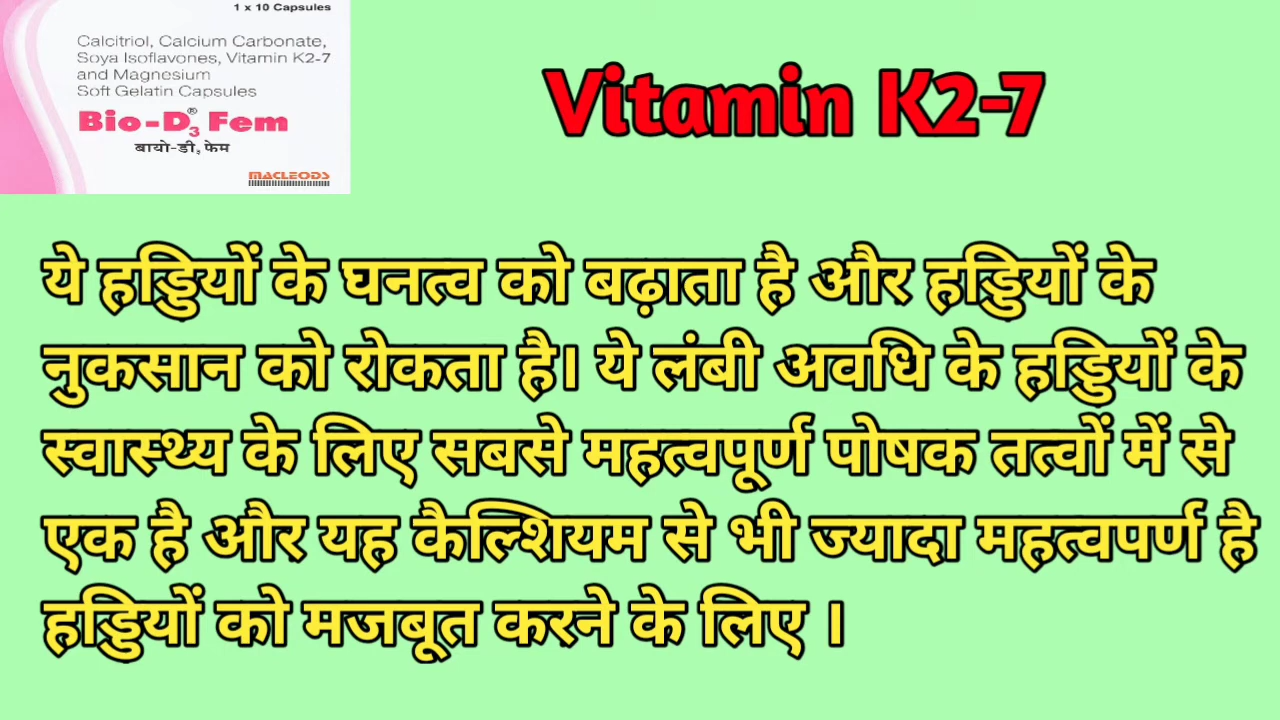 1 x 10 Capsules
Calcitriol, Calcium Carbonate,
Soya Isoflavones, Vitamin K2-7
and Magnesium
Soft Gelatin Capsules
Bio-D3® Fem
बायो-डी3 फेम
MACLEODS
Vitamin K2-7
ये हड्डियों के घनत्व को बढ़ाता है और हड्डियों के
नुकसान को रोकता है। ये लंबी अवधि के हड्डियों के
स्वास्थ्य के लिए सबसे महत्वपूर्ण पोषक तत्वों में से
एक है और यह कैल्शियम से भी ज्यादा महत्वपर्ण है
हड्डियों को मजबूत करने के लिए ।